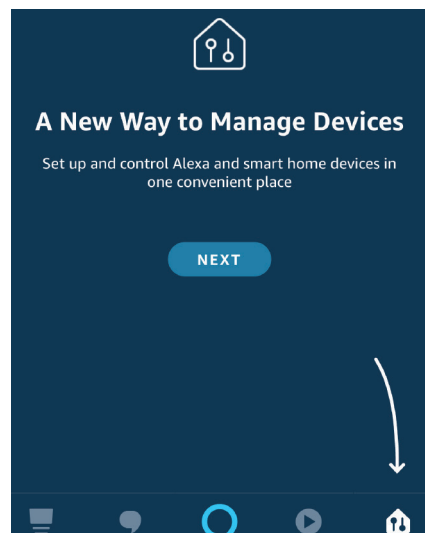 A New Way to Manage Devices
Set up and control Alexa and smart home devices in
one convenient place
NEXT